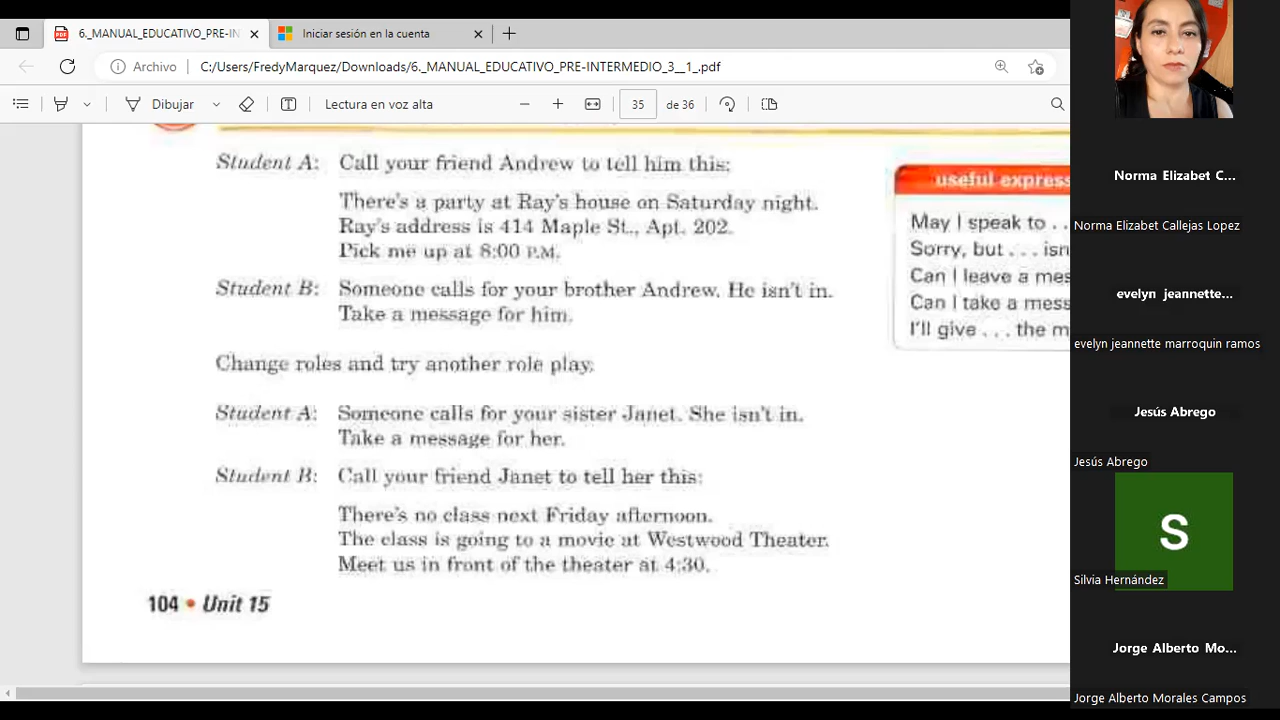 6._MANUAL_EDUCATIVO_PRE-IN
Iniciar sesión en la cuenta
Archivo
C:/Users/FredyMarquez/Downloads/6._MANUAL_EDUCATIVO_PRE-INTERMEDIO_3__1_.pdf
Dibujar
Lectura en voz alta
35
de 36
Student A: Call your friend Andrew to tell him this:
There's a party at Ray's house on Saturday night.
Ray's address is 414 Maple St., Apt. 202.
Pick me up at 8:00 P.M.
Student B: Someone calls for your brother Andrew. He isn't in.
Take a message for him.
Change roles and try another role play.
Student A: Someone calls for your sister Janet. She isn't in.
Take a message for her.
Student B: Call your friend Janet to tell her this:
There's no class next Friday afternoon.
The class is going to a movie at Westwood Theater.
Meet us in front of the theater at 4:30.
104 • Unit 15
useful express
May I speak to . .
Sorry, but . . . isn
Can I leave a mes
Can I take a mess
I'll give . . . the m
Norma Elizabet C...
Norma Elizabet Callejas Lopez
evelyn jeannette...
evelyn jeannette marroquin ramos
Jesús Abrego
Jesús Abrego
S
Silvia Hernández
Jorge Alberto Mo...
Jorge Alberto Morales Campos